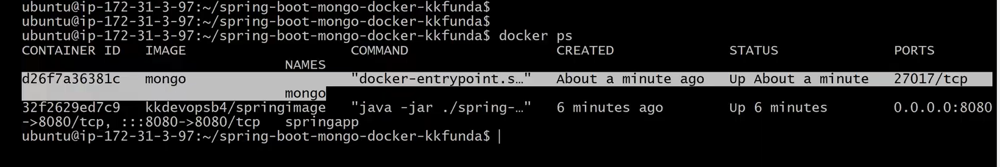 ubuntu@ip-172-31-3-97:~/spring-boot-mongo-docker-kkfunda$
ubuntu@ip-172-31-3-97:~/spring-boot-mongo-docker-kkfunda$
ubuntu@ip-172-31-3-97:~/spring-boot-mongo-docker-kkfunda$ docker ps
CONTAINER ID   IMAGE                    COMMAND                  CREATED              STATUS              PORTS
                                NAMES
d26f7a36381c   mongo                    "docker-entrypoint.s…"   About a minute ago   Up About a minute   27017/tcp
                                mongo
32f2629ed7c9   kkdevopsb4/springimage   "java -jar ./spring-…"   6 minutes ago        Up 6 minutes        0.0.0.0:8080
->8080/tcp, :::8080->8080/tcp   springapp
ubuntu@ip-172-31-3-97:~/spring-boot-mongo-docker-kkfunda$